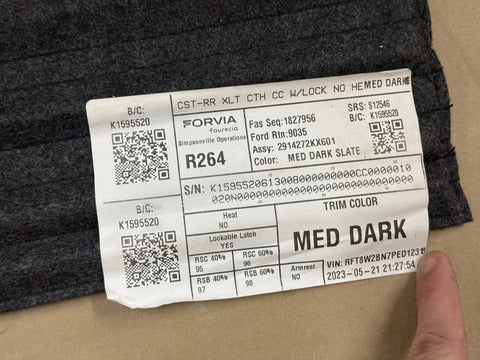 CST-RR XLT CTH CC W/LOCK NO HEMED DARK
B/C:
K1595520
FORVIA
faurecia
Simpsonville Operations
R264
Fas Seq:1827956
Ford Rtn:9035
Assy: 2914272KX601
Color: MED DARK SLATE
SRS: S12546
B/C:
K1595520
S/N: K15955206130
0B00000000CC0000010
B/C:
K1595520
Heat
NO
Lockable Latch
YES
RSC 40%
95
RSC 60%
96
RSB 40%
97
RSB 60%
98
Armrest
NO
TRIM COLOR
MED DARK
VIN: RFT8W2BN7PED123
2023-05-21 21:27:54